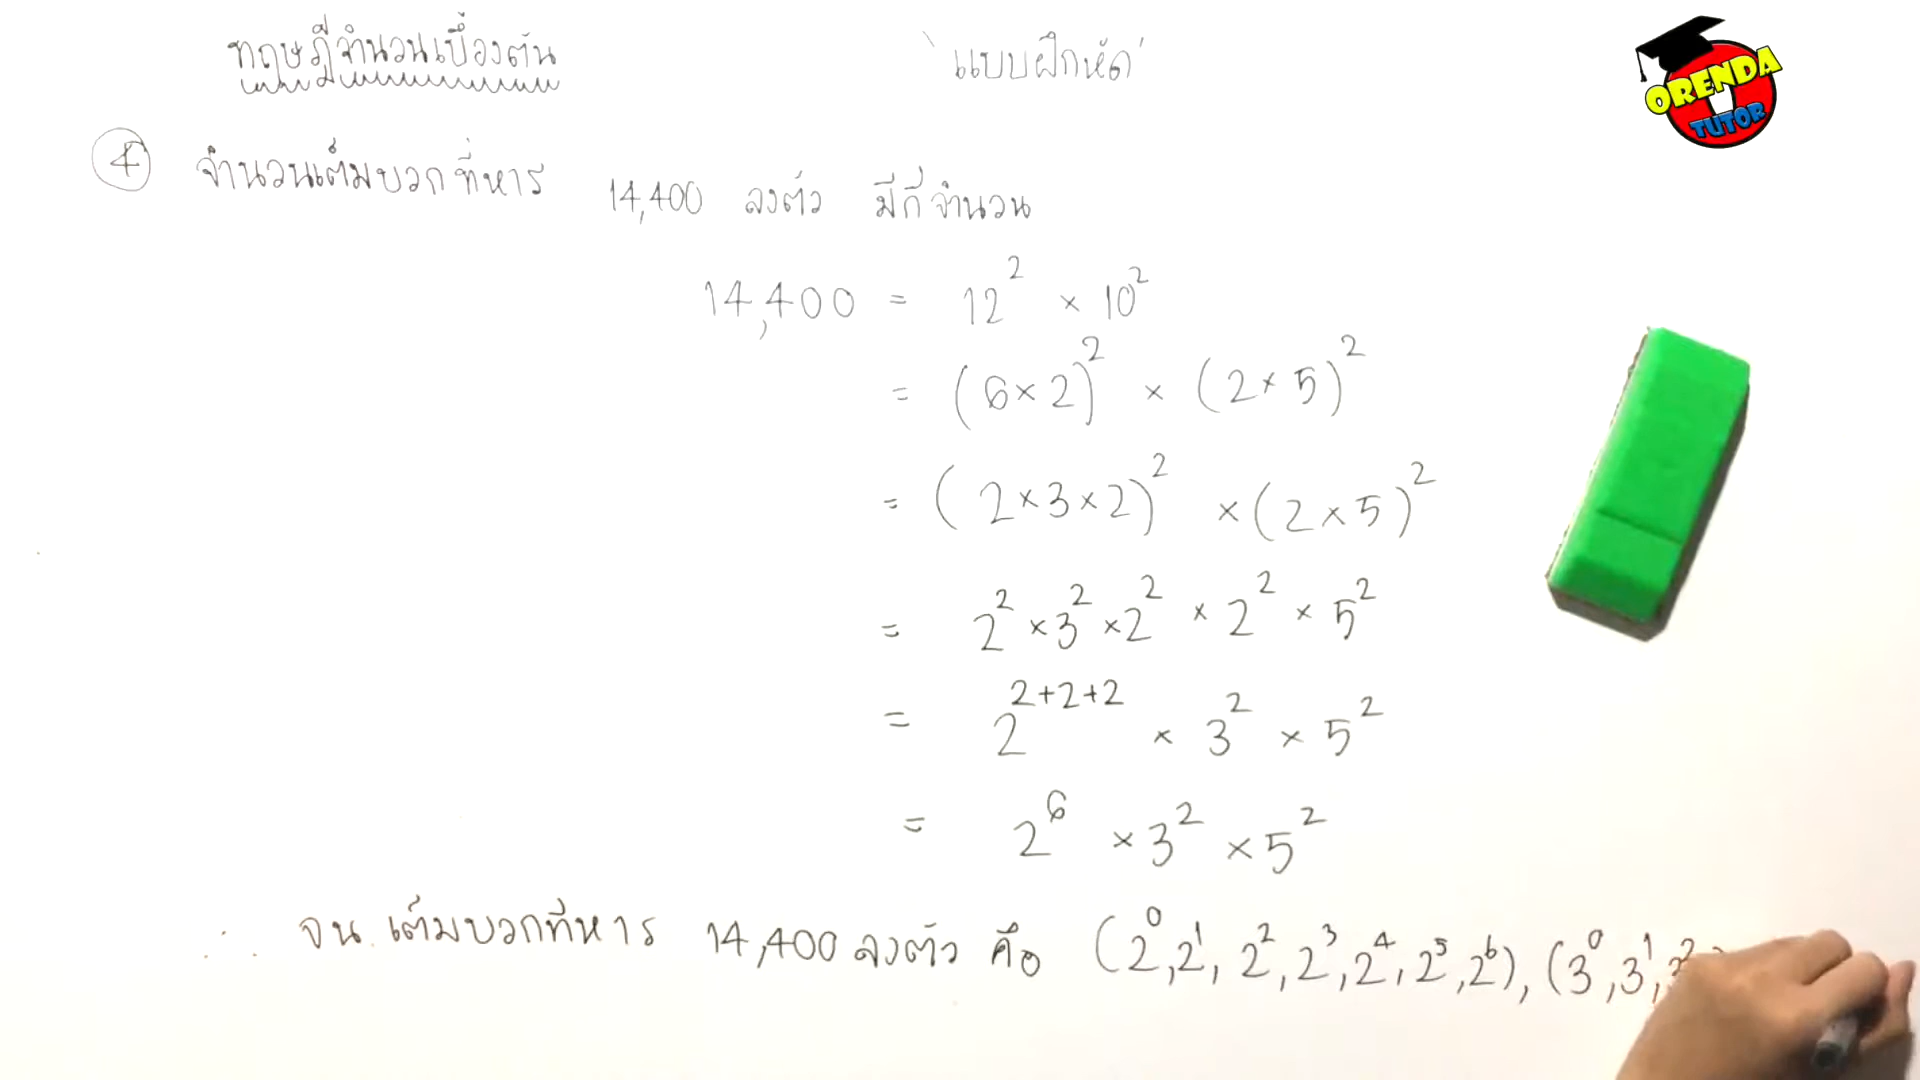 ทฤษฎีจำนวนเบื้องต้น
'แบบฝึกหัด'
ORENDA
TUTOR
④ จำนวนเต็มบวกที่หาร 14,400 ลงตัว มีกี่จำนวน
14,400 = 12² × 10²
= (6×2)² × (2×5)²
= (2×3×2)² × (2×5)²
= 2² × 3² × 2² × 2² × 5²
= 2²⁺²⁺² × 3² × 5²
= 2⁶ × 3² × 5²
∴ จน. เต็มบวกที่หาร 14,400 ลงตัว คือ (2⁰, 2¹, 2², 2³, 2⁴, 2⁵, 2⁶), (3⁰, 3¹, 3²